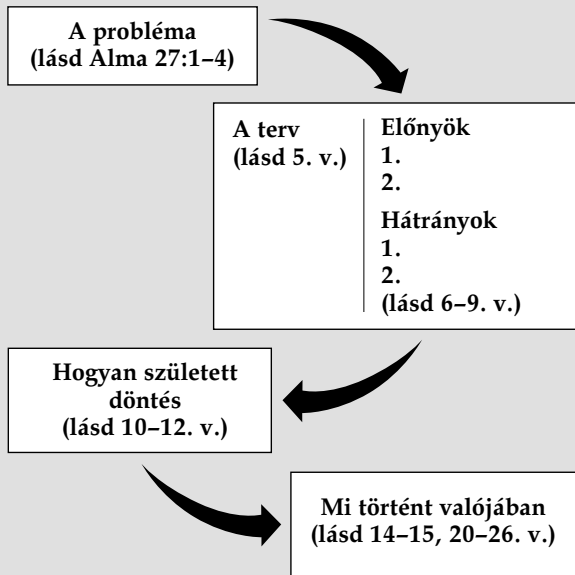 A probléma
(lásd Alma 27:1–4)
A terv
(lásd 5. v.)
Előnyök
1.
2.
Hátrányok
1.
2.
(lásd 6–9. v.)
Hogyan született
döntés
(lásd 10–12. v.)
Mi történt valójában
(lásd 14–15, 20–26. v.)